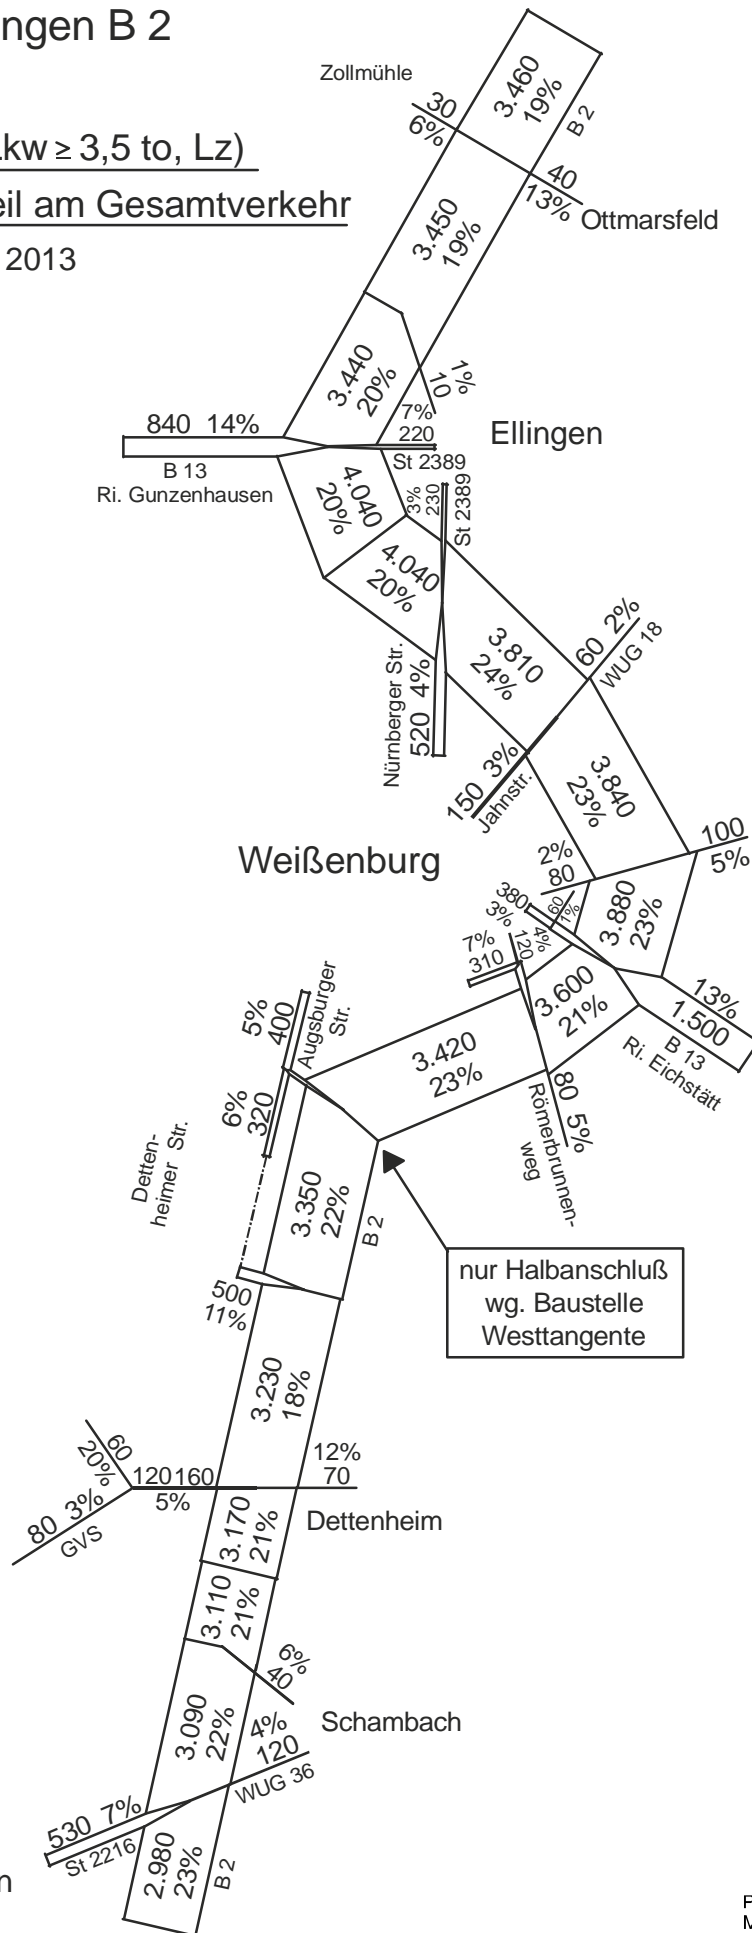 ngen B 2
Zollmühle
kw ≥ 3,5 to, Lz)
eil am Gesamtverkehr
2013
3.460
19%
B 2
30
6%
40
13%
Ottmarsfeld
3.450
19%
3.440
20%
1%
10
7%
220
St 2389
Ellingen
840 14%
B 13
Ri. Gunzenhausen
4.040
20%
3%
230
St 2389
4.040
20%
3.810
24%
60 2%
WUG 18
Nürnberger Str.
520 4%
150 3%
Jahnstr.
3.840
23%
100
5%
Weißenburg
2%
80
3.880
23%
380
4%
60
1%
3%
120
7%
310
13%
1.500
B 13
Ri. Eichstätt
3.600
21%
3.420
23%
80 5%
Römerbrunnen-
weg
5%
400
Augsburger
Str.
6%
320
Detten-
heimer Str.
3.350
22%
B 2
nur Halbanschluß
wg. Baustelle
Westtangente
500
11%
3.230
18%
60
20%
120 160
5%
12%
70
80 3%
GVS
Dettenheim
3.170
21%
3.110
21%
6%
40
Schambach
3.090
22%
4%
120
WUG 36
530 7%
St 2216
2.980
23%
B 2
n
P
M